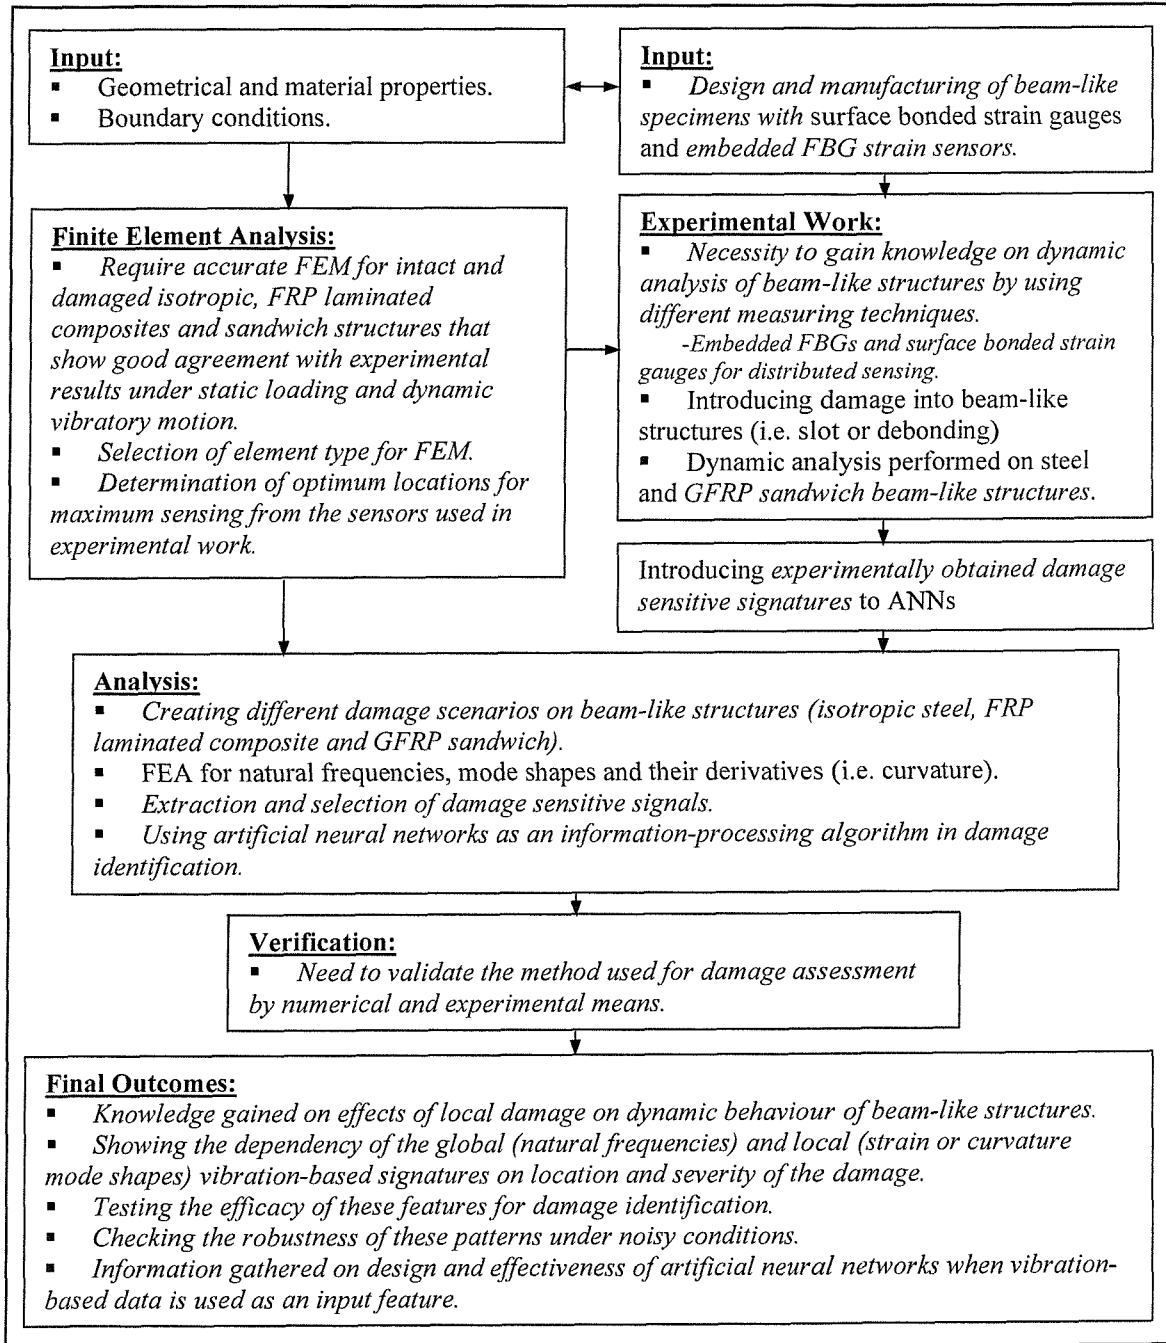 Input:
▪ Geometrical and material properties.
▪ Boundary conditions.
Input:
▪ Design and manufacturing of beam-like
specimens with surface bonded strain gauges
and embedded FBG strain sensors.
Finite Element Analysis:
▪ Require accurate FEM for intact and
damaged isotropic, FRP laminated
composites and sandwich structures that
show good agreement with experimental
results under static loading and dynamic
vibratory motion.
▪ Selection of element type for FEM.
▪ Determination of optimum locations for
maximum sensing from the sensors used in
experimental work.
Experimental Work:
▪ Necessity to gain knowledge on dynamic
analysis of beam-like structures by using
different measuring techniques.
-Embedded FBGs and surface bonded strain
gauges for distributed sensing.
▪ Introducing damage into beam-like
structures (i.e. slot or debonding)
▪ Dynamic analysis performed on steel
and GFRP sandwich beam-like structures.
Introducing experimentally obtained damage
sensitive signatures to ANNs
Analysis:
▪ Creating different damage scenarios on beam-like structures (isotropic steel, FRP
laminated composite and GFRP sandwich).
▪ FEA for natural frequencies, mode shapes and their derivatives (i.e. curvature).
▪ Extraction and selection of damage sensitive signals.
▪ Using artificial neural networks as an information-processing algorithm in damage
identification.
Verification:
▪ Need to validate the method used for damage assessment
by numerical and experimental means.
Final Outcomes:
▪ Knowledge gained on effects of local damage on dynamic behaviour of beam-like structures.
▪ Showing the dependency of the global (natural frequencies) and local (strain or curvature
mode shapes) vibration-based signatures on location and severity of the damage.
▪ Testing the efficacy of these features for damage identification.
▪ Checking the robustness of these patterns under noisy conditions.
▪ Information gathered on design and effectiveness of artificial neural networks when vibration-
based data is used as an input feature.